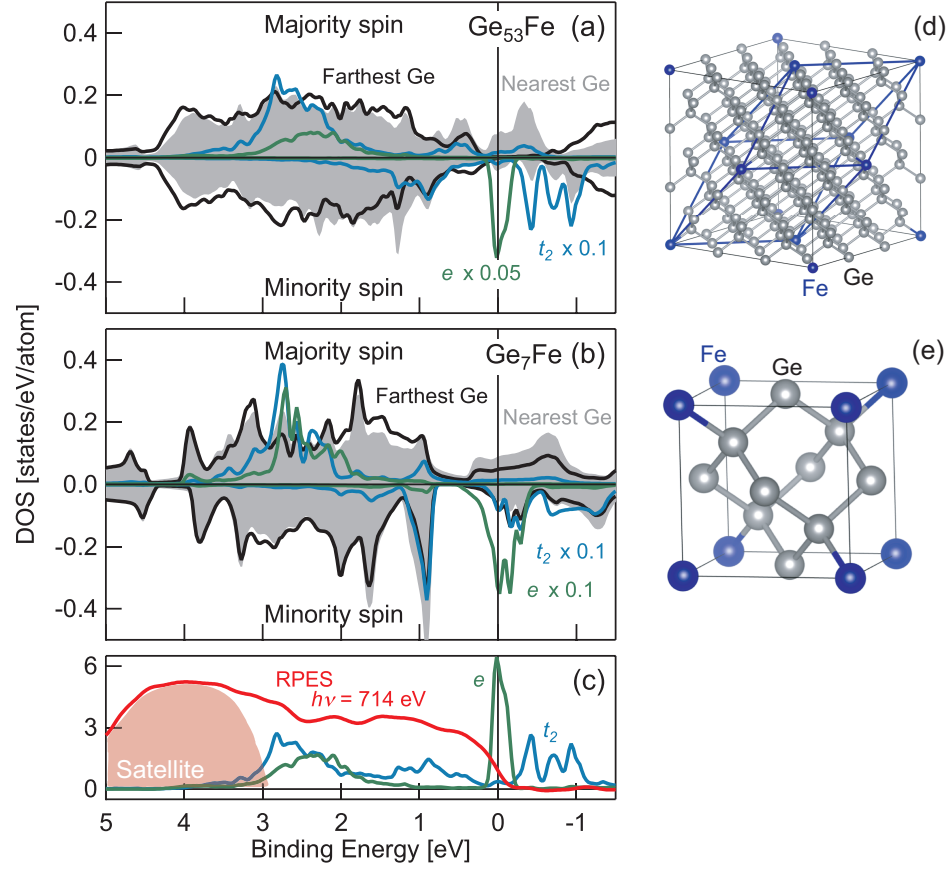 Majority spin
Ge53Fe (a)
Farthest Ge
Nearest Ge
0.4
0.2
0
-0.2
-0.4
t2 x 0.1
e x 0.05
Minority spin
DOS [states/eV/atom]
Majority spin
Ge7Fe (b)
Farthest Ge
Nearest Ge
0.4
0.2
0.0
-0.2
-0.4
t2 x 0.1
e x 0.1
Minority spin
6
3
0
RPES
hν = 714 eV
e
(c)
t2
Satellite
5
4
3
2
1
0
-1
Binding Energy [eV]
(d)
Ge
Fe
(e)
Fe
Ge